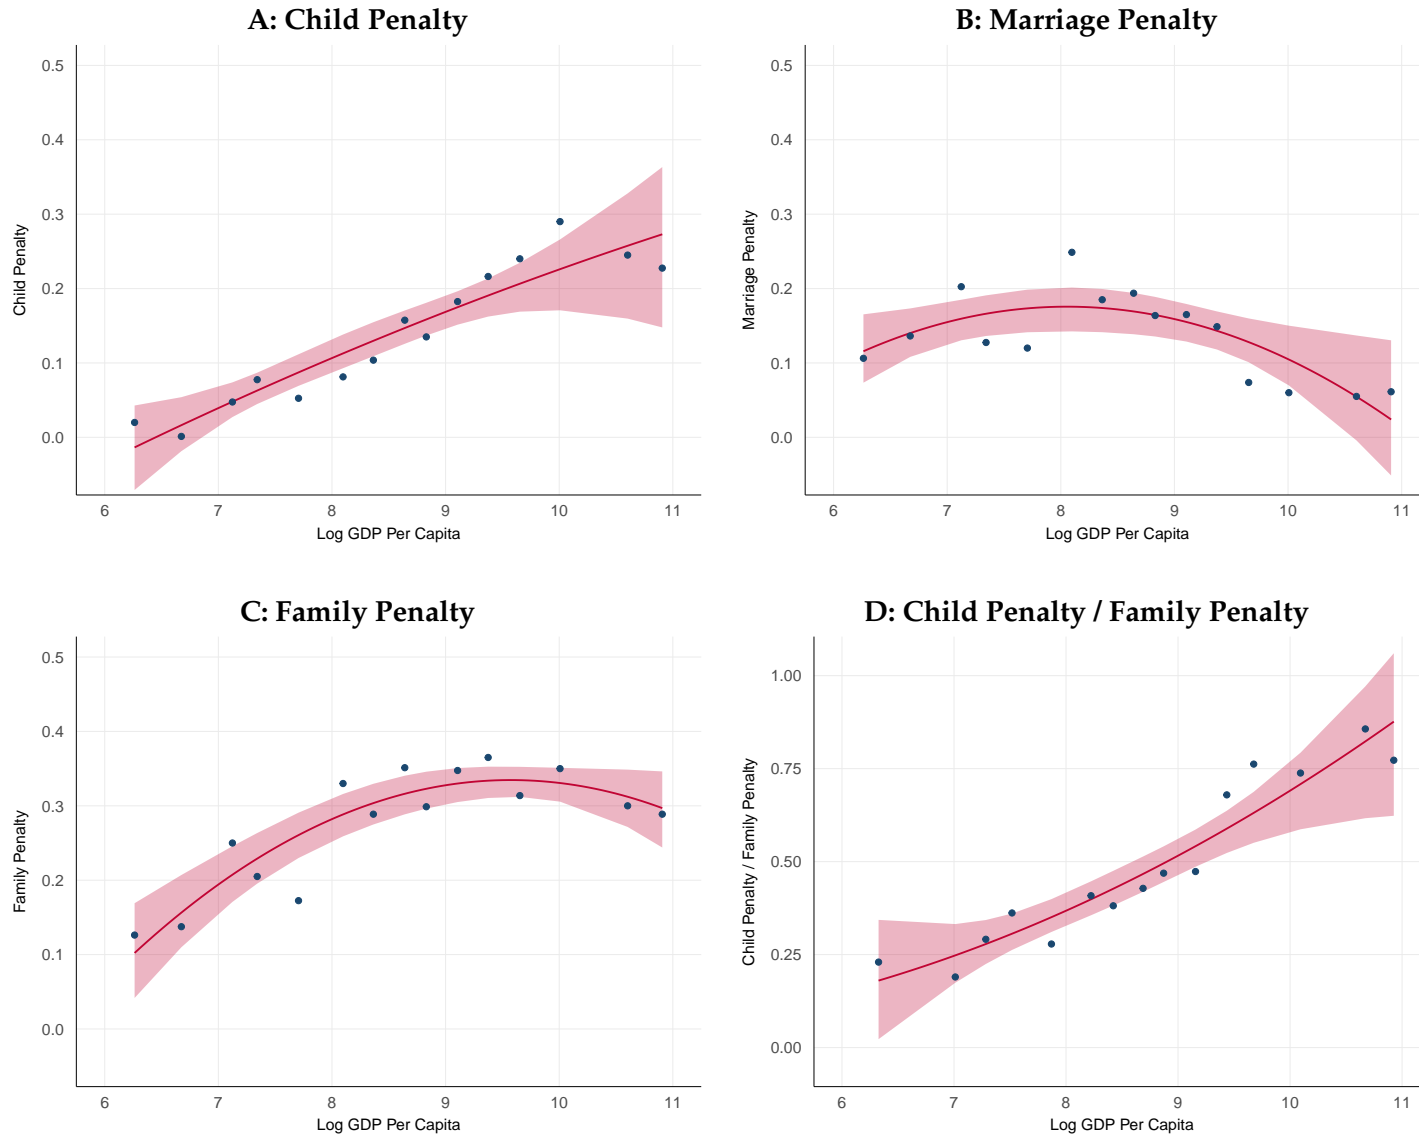 A: Child Penalty
0.5
0.4
0.3
0.2
0.1
0.0
Child Penalty
6 7 8 9 10 11
Log GDP Per Capita
B: Marriage Penalty
0.5
0.4
0.3
0.2
0.1
0.0
Marriage Penalty
6 7 8 9 10 11
Log GDP Per Capita
C: Family Penalty
0.5
0.4
0.3
0.2
0.1
0.0
Family Penalty
6 7 8 9 10 11
Log GDP Per Capita
D: Child Penalty / Family Penalty
1.00
0.75
0.50
0.25
0.00
Child Penalty / Family Penalty
6 7 8 9 10 11
Log GDP Per Capita